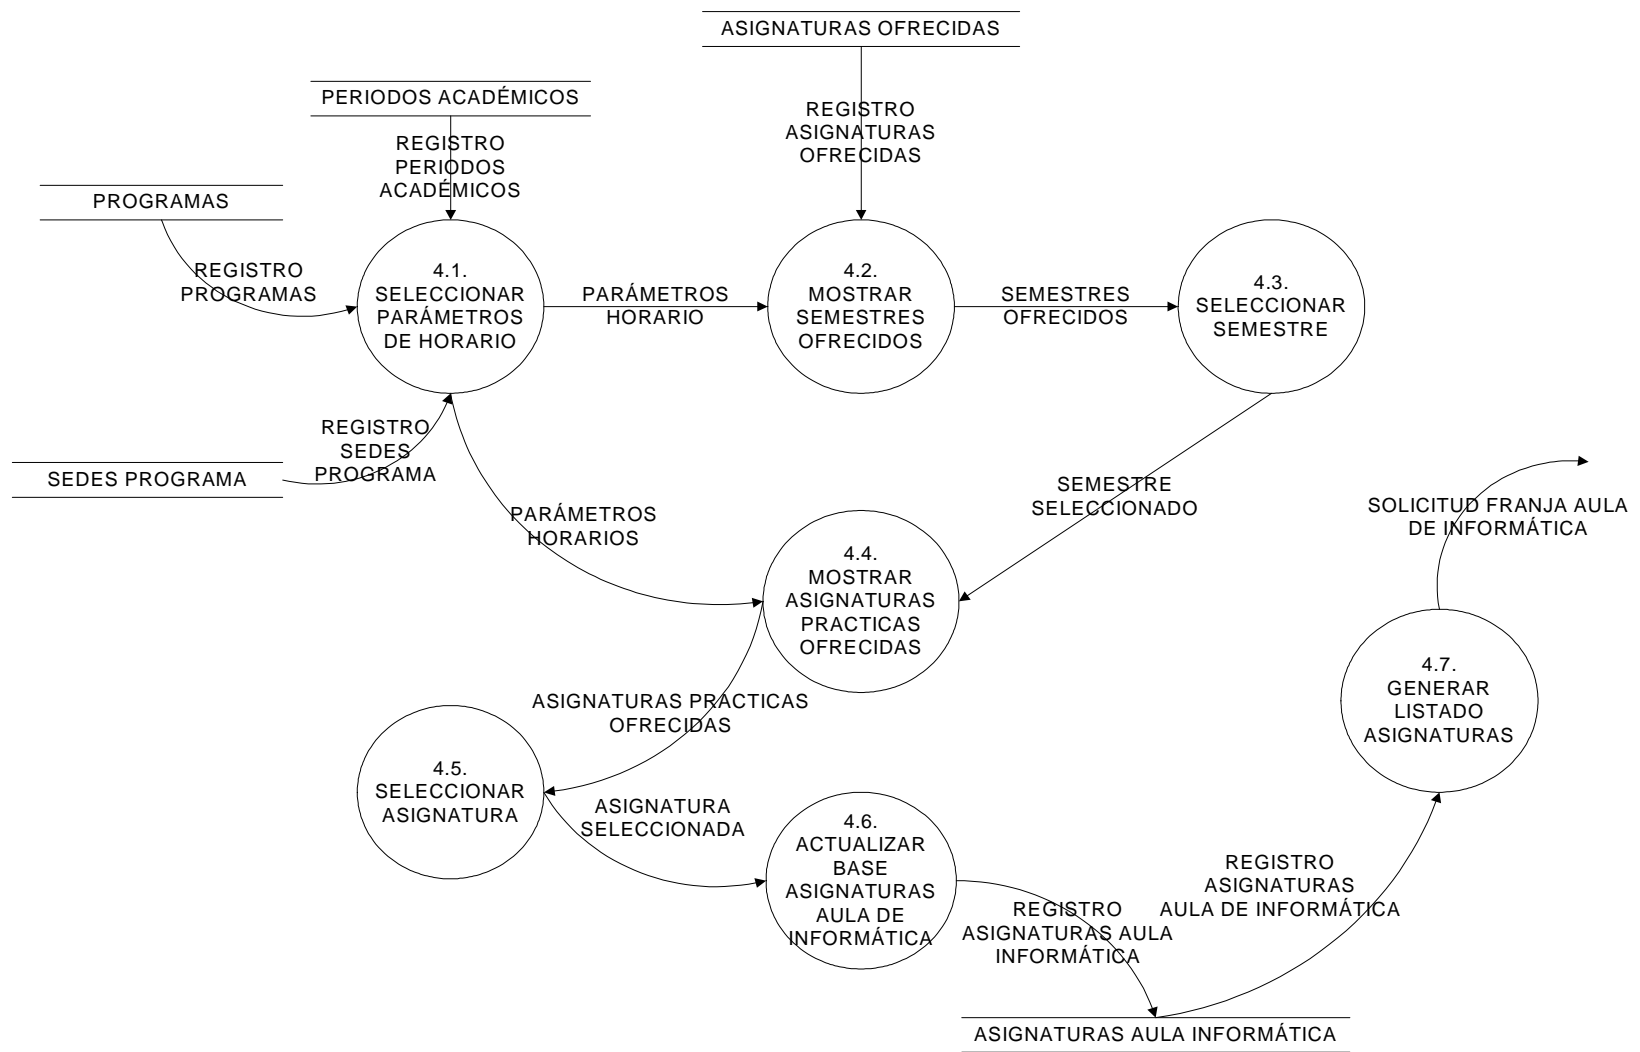 ASIGNATURAS OFRECIDAS
PERIODOS ACADÉMICOS
REGISTRO
ASIGNATURAS
OFRECIDAS
REGISTRO
PERIODOS
ACADÉMICOS
PROGRAMAS
REGISTRO
PROGRAMAS
4.1.
SELECCIONAR
PARÁMETROS
DE HORARIO
PARÁMETROS
HORARIO
4.2.
MOSTRAR
SEMESTRES
OFRECIDOS
SEMESTRES
OFRECIDOS
4.3.
SELECCIONAR
SEMESTRE
REGISTRO
SEDES
PROGRAMA
SEDES PROGRAMA
PARÁMETROS
HORARIOS
SEMESTRE
SELECCIONADO
SOLICITUD FRANJA AULA
DE INFORMÁTICA
4.4.
MOSTRAR
ASIGNATURAS
PRACTICAS
OFRECIDAS
ASIGNATURAS PRACTICAS
OFRECIDAS
4.7.
GENERAR
LISTADO
ASIGNATURAS
4.5.
SELECCIONAR
ASIGNATURA
ASIGNATURA
SELECCIONADA
4.6.
ACTUALIZAR
BASE
ASIGNATURAS
AULA DE
INFORMÁTICA
REGISTRO
ASIGNATURAS AULA
INFORMÁTICA
REGISTRO
ASIGNATURAS
AULA DE INFORMÁTICA
ASIGNATURAS AULA INFORMÁTICA